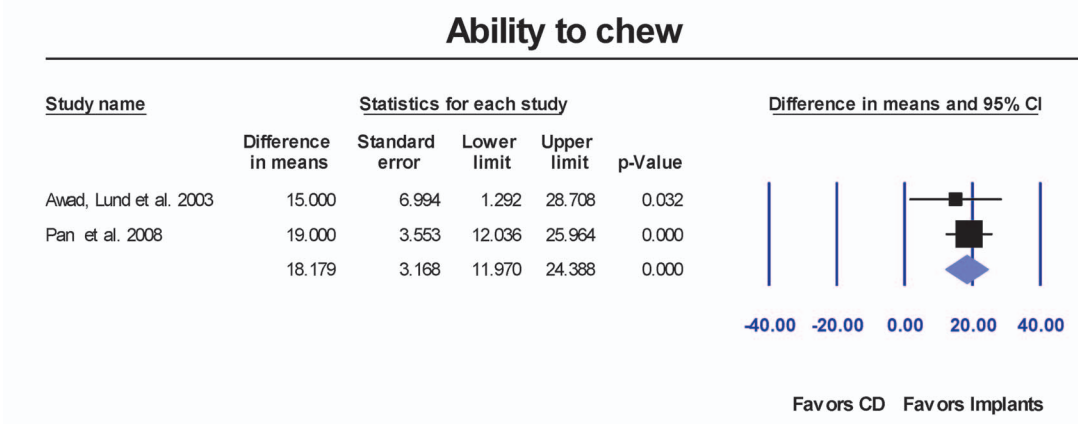 Ability to chew
Study name Statistics for each study Difference in means and 95% CI
Difference Standard Lower Upper
in means error limit limit p-Value
Awad, Lund et al. 2003 15.000 6.994 1.292 28.708 0.032
Pan et al. 2008 19.000 3.553 12.036 25.964 0.000
18.179 3.168 11.970 24.388 0.000
-40.00 -20.00 0.00 20.00 40.00
Favors CD Favors Implants